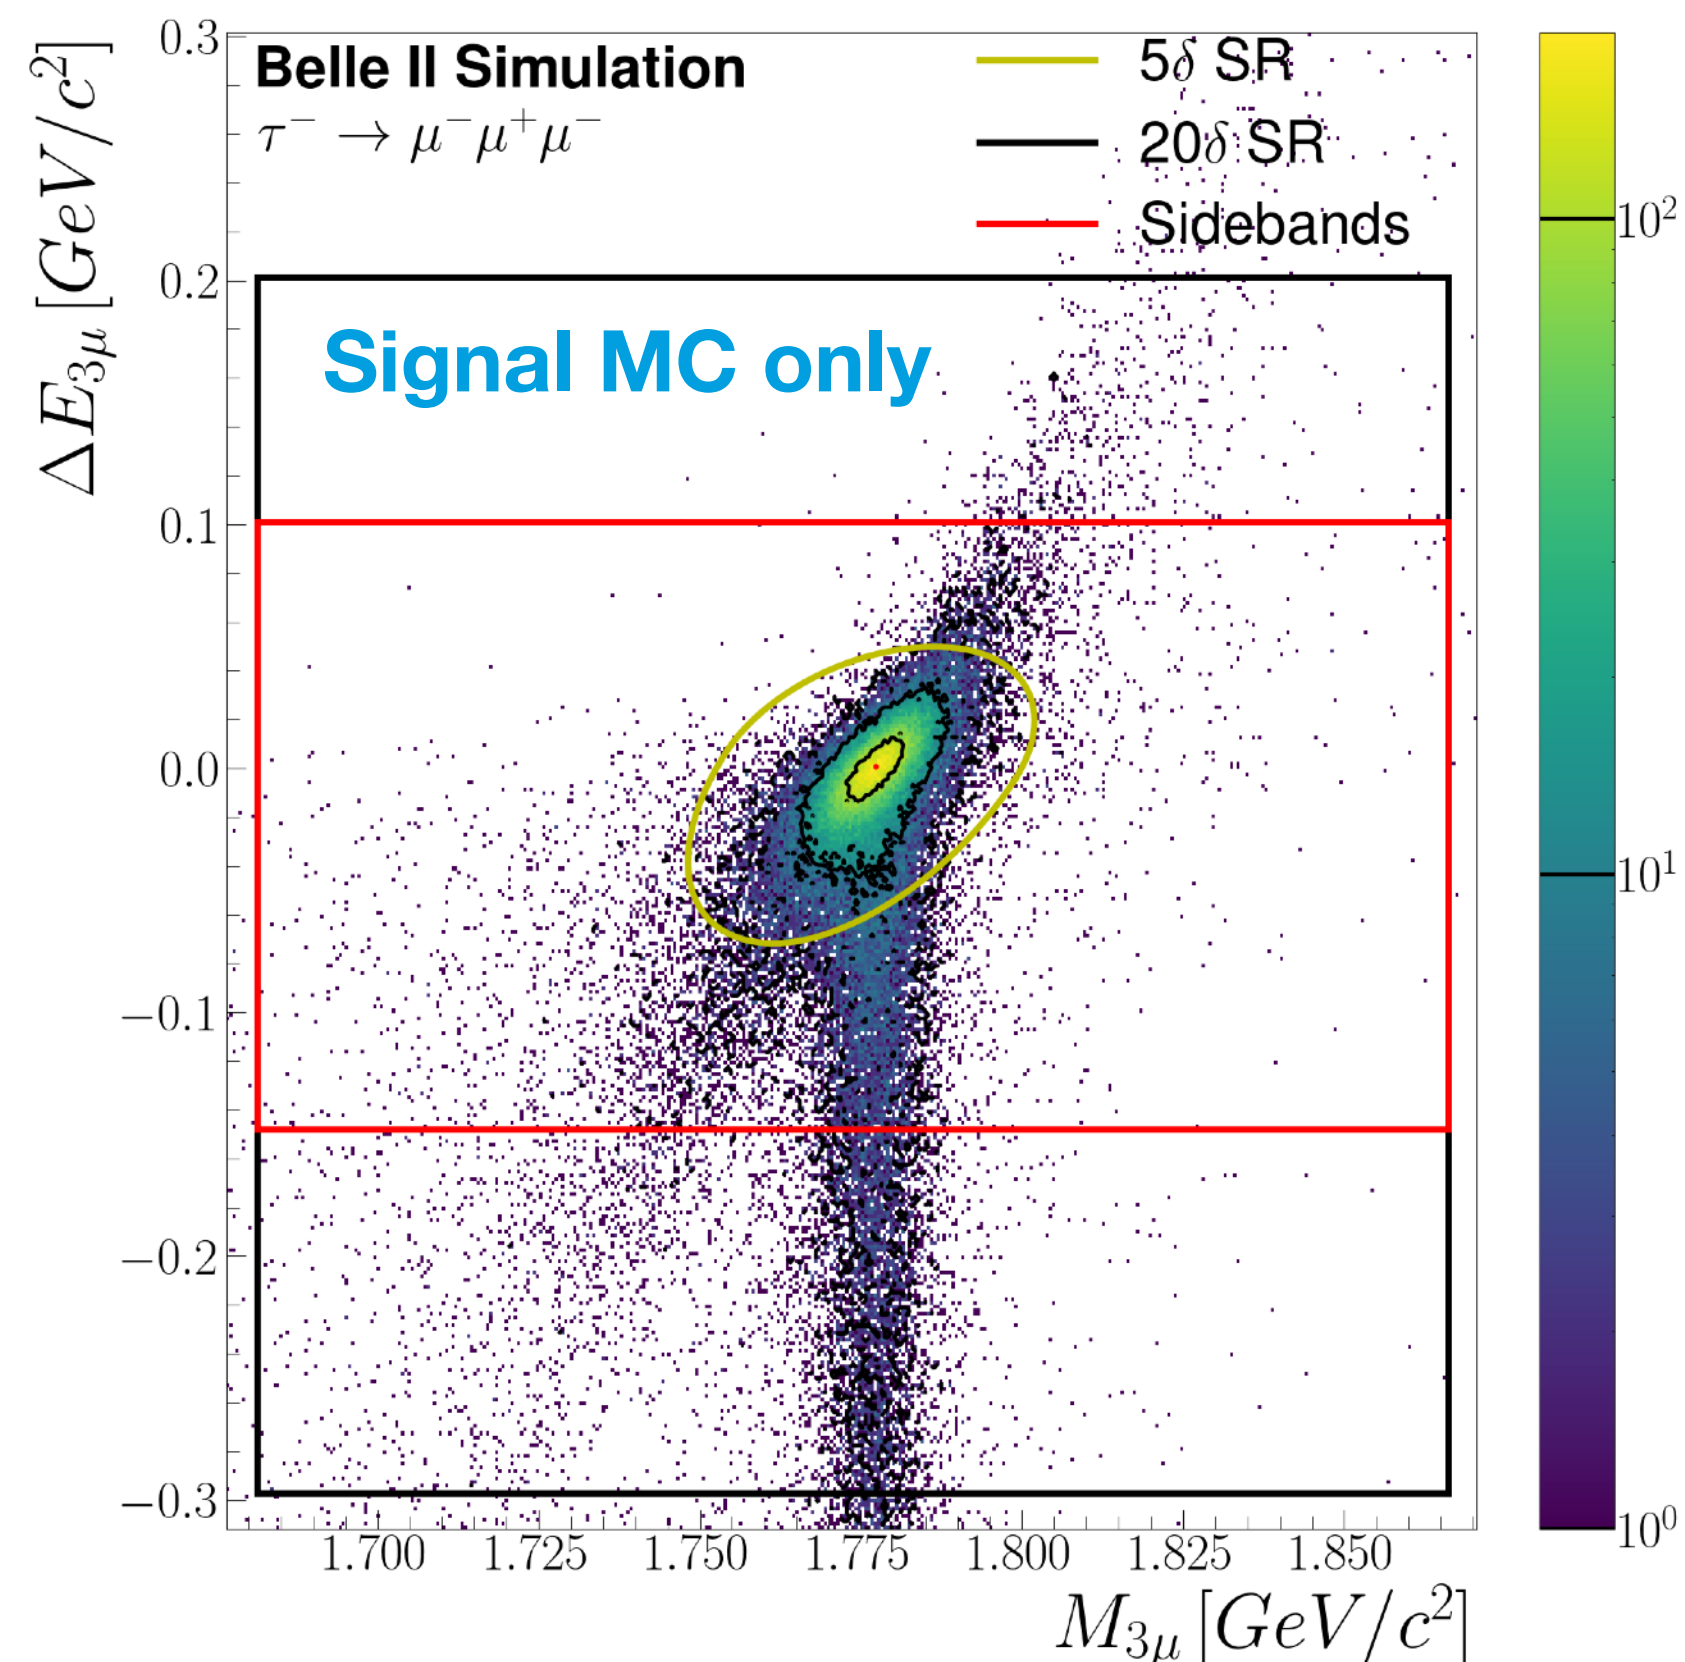 ΔE₃μ [GeV/c²]
0.3
0.2
0.1
0.0
−0.1
−0.2
−0.3
Belle II Simulation
τ⁻ → μ⁻μ⁺μ⁻
5δ SR
20δ SR
Sidebands
Signal MC only
10²
10¹
10⁰
1.700 1.725 1.750 1.775 1.800 1.825 1.850
M₃μ [GeV/c²]